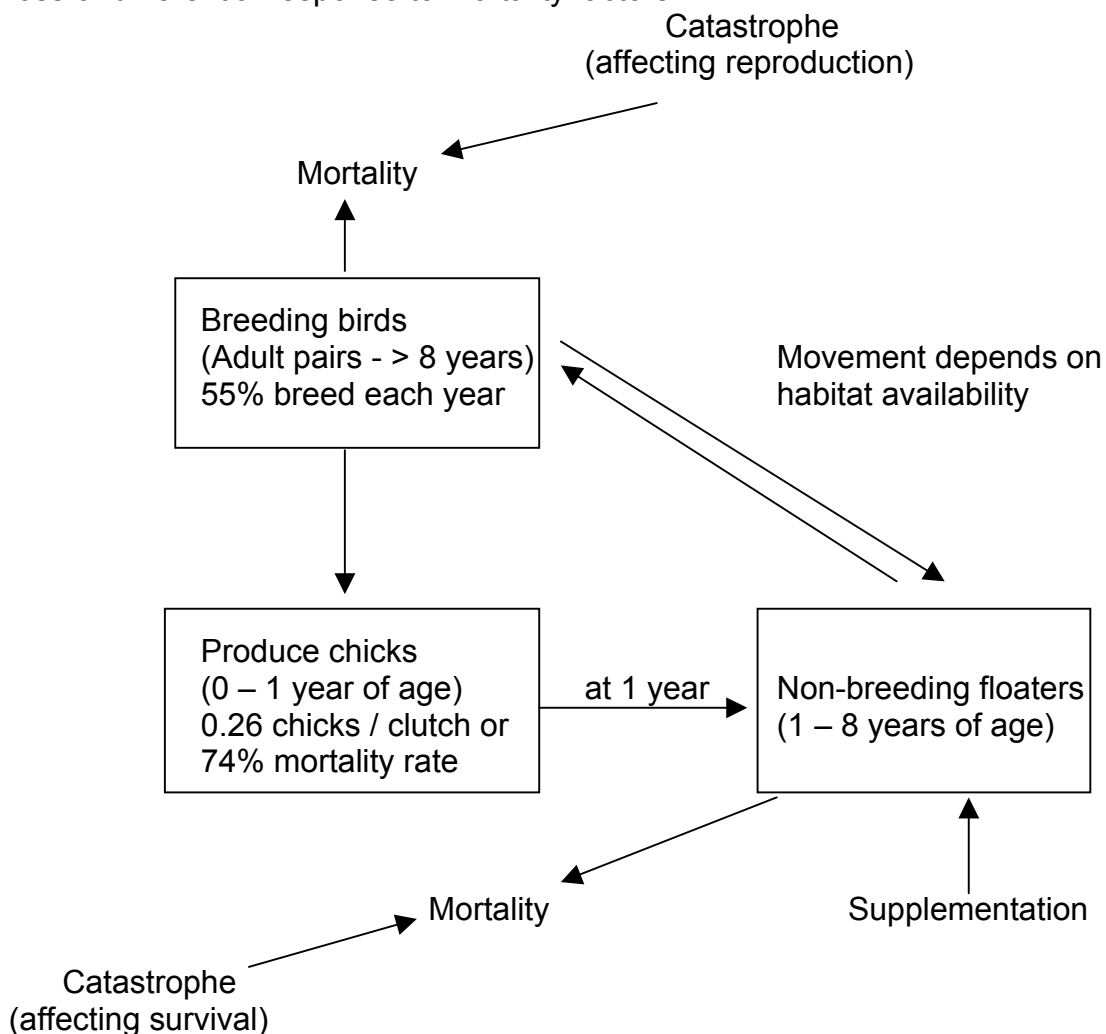 Catastrophe
(affecting reproduction)
Mortality
Breeding birds
(Adult pairs - > 8 years)
55% breed each year
Movement depends on
habitat availability
Produce chicks
(0 – 1 year of age)
0.26 chicks / clutch or
74% mortality rate
at 1 year
Non-breeding floaters
(1 – 8 years of age)
Mortality
Supplementation
Catastrophe
(affecting survival)